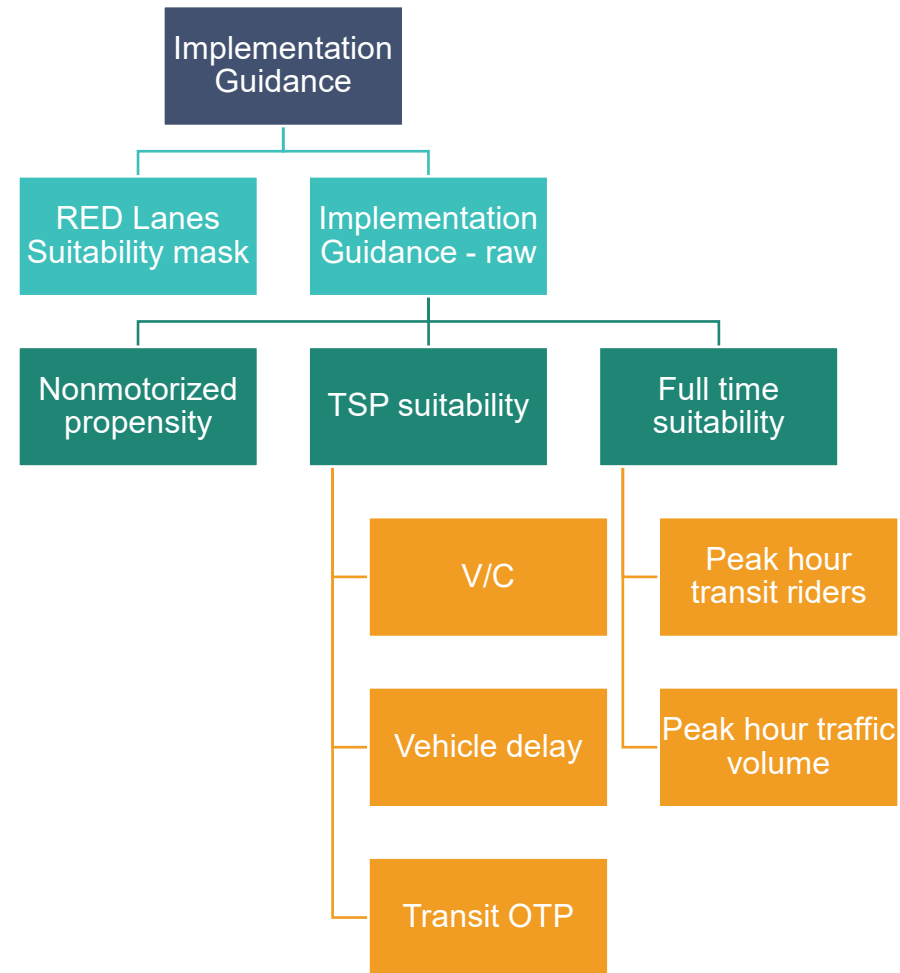 Implementation
Guidance
RED Lanes
Suitability mask
Implementation
Guidance - raw
Nonmotorized
propensity
TSP suitability
Full time
suitability
V/C
Peak hour
transit riders
Vehicle delay
Peak hour traffic
volume
Transit OTP